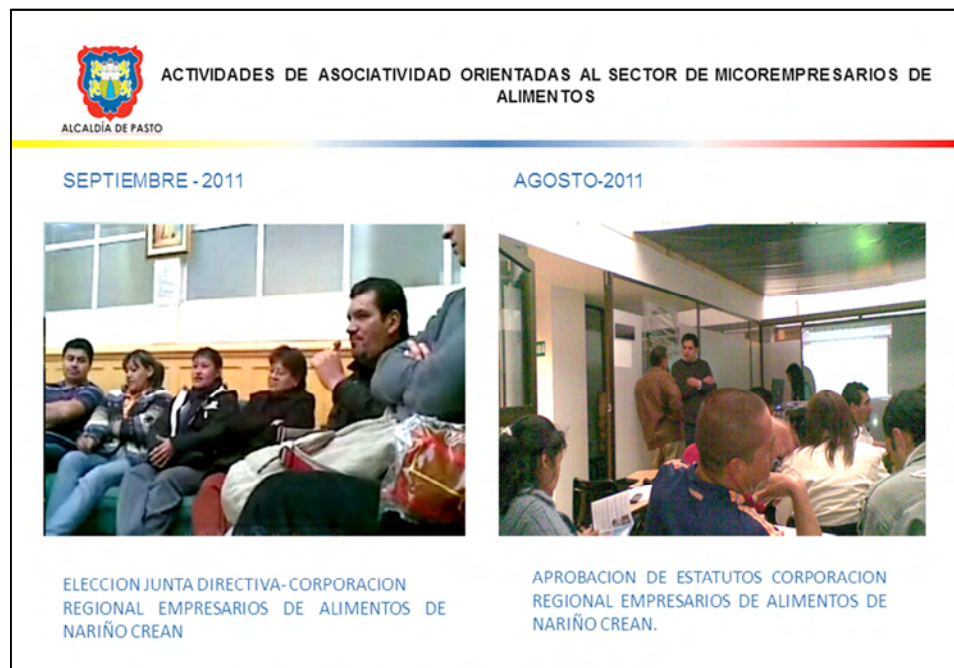 ACTIVIDADES DE ASOCIATIVIDAD ORIENTADAS AL SECTOR DE MICOREMPRESARIOS DE
ALIMENTOS
ALCALDÍA DE PASTO
SEPTIEMBRE - 2011
AGOSTO-2011
ELECCION JUNTA DIRECTIVA- CORPORACION
REGIONAL EMPRESARIOS DE ALIMENTOS DE
NARIÑO CREAN
APROBACION DE ESTATUTOS CORPORACION
REGIONAL EMPRESARIOS DE ALIMENTOS DE
NARIÑO CREAN.